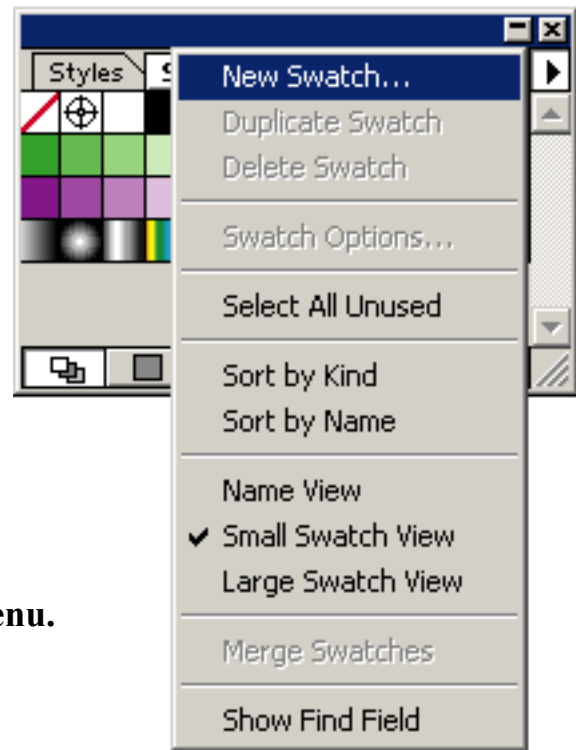 Styles
New Swatch...
Duplicate Swatch
Delete Swatch
Swatch Options...
Select All Unused
Sort by Kind
Sort by Name
Name View
Small Swatch View
Large Swatch View
enu.
Merge Swatches
Show Find Field